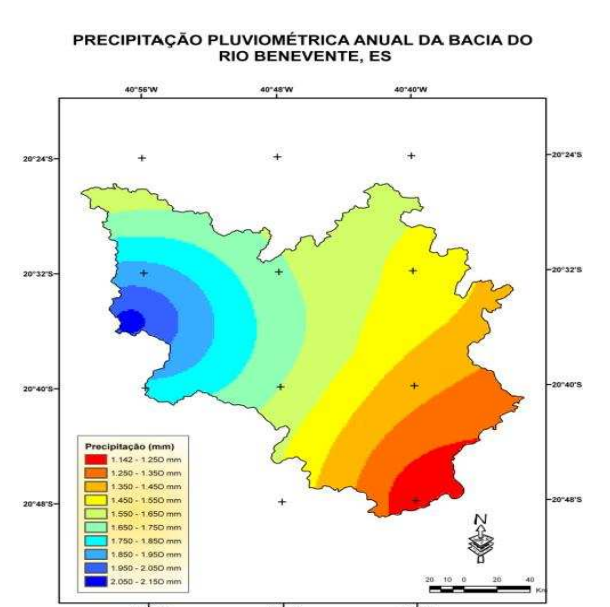 PRECIPITAÇÃO PLUVIOMÉTRICA ANUAL DA BACIA DO
RIO BENEVENTE, ES
40°56'W 40°48'W 40°40'W
20°24'S 20°24'S
20°32'S 20°32'S
20°40'S 20°40'S
20°48'S 20°48'S
Precipitação (mm)
1.142 - 1.250 mm
1.250 - 1.350 mm
1.350 - 1.450 mm
1.450 - 1.550 mm
1.550 - 1.650 mm
1.650 - 1.750 mm
1.750 - 1.850 mm
1.850 - 1.950 mm
1.950 - 2.050 mm
2.050 - 2.150 mm
N
20 10 0 20 40
Km